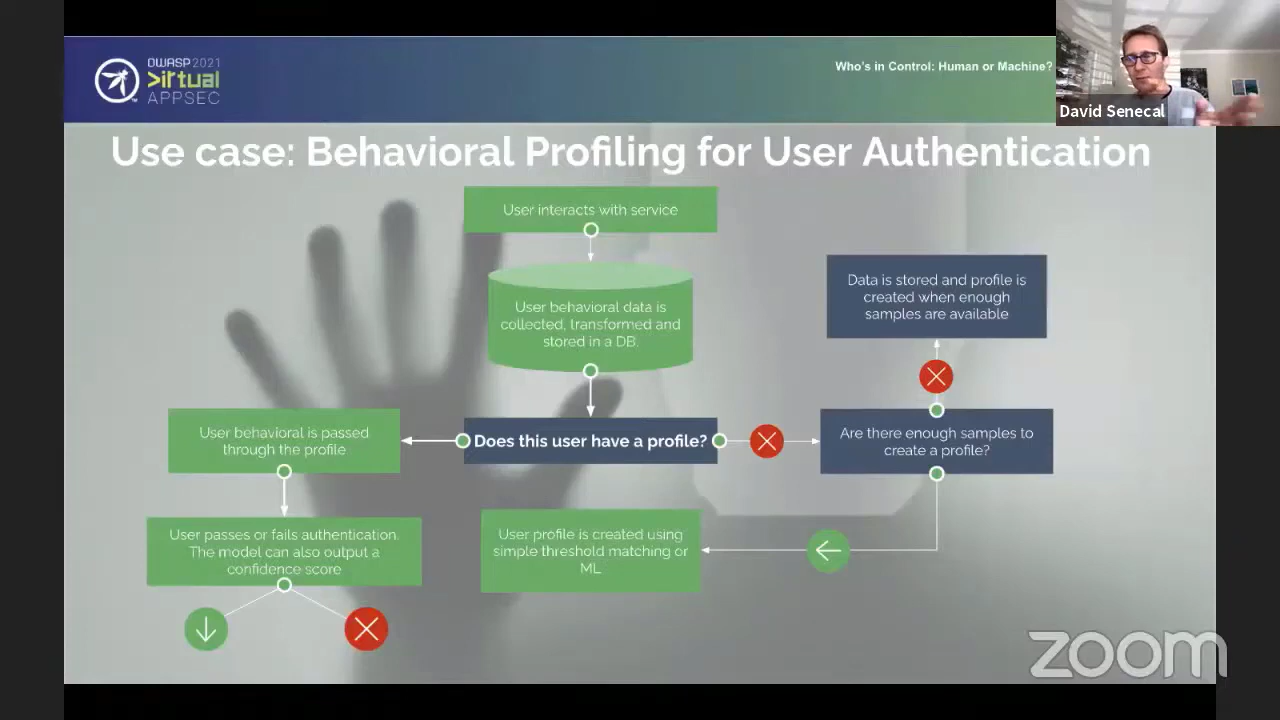 OWASP 2021
Virtual
APPSEC
Who's in Control: Human or Machine?
David Senecal
Use case: Behavioral Profiling for User Authentication
User interacts with service
User behavioral data is
collected, transformed and
stored in a DB.
Data is stored and profile is
created when enough
samples are available
User behavioral is passed
through the profile
Does this user have a profile?
Are there enough samples to
create a profile?
User passes or fails authentication.
The model can also output a
confidence score
User profile is created using
simple threshold matching or
ML
zoom